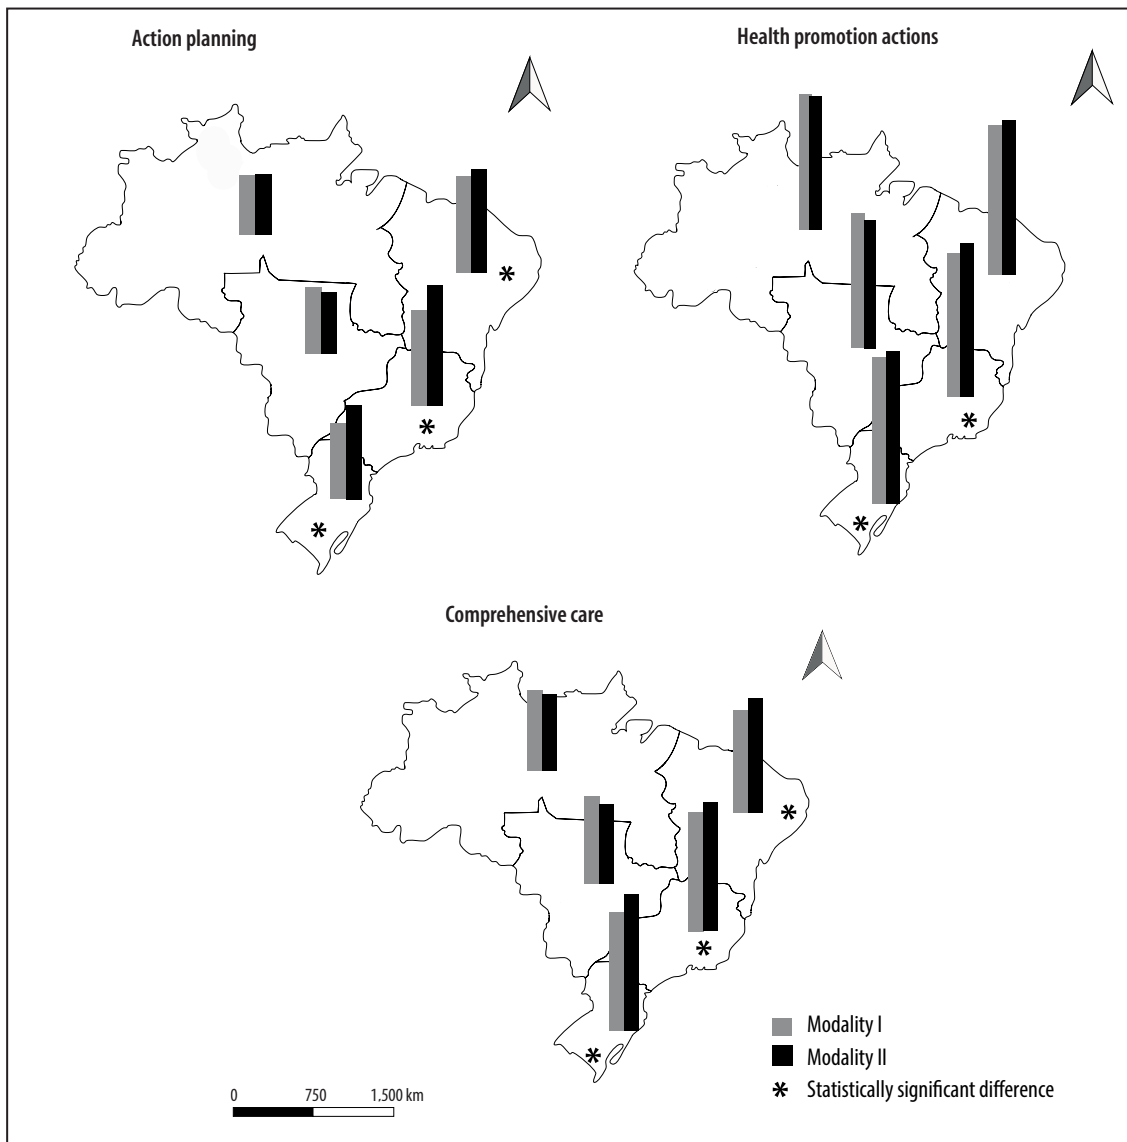 Action planning
Health promotion actions
*
*
*
*
*
Comprehensive care
*
*
*
Modality I
Modality II
* Statistically significant difference
0 750 1,500 km